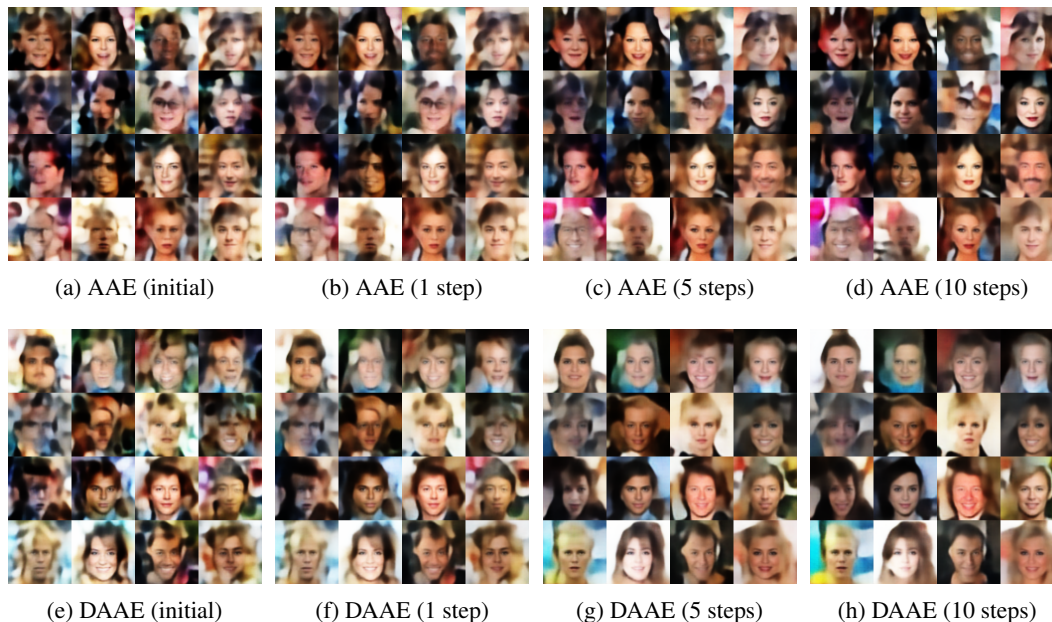 (a) AAE (initial)
(b) AAE (1 step)
(c) AAE (5 steps)
(d) AAE (10 steps)
(e) DAAE (initial)
(f) DAAE (1 step)
(g) DAAE (5 steps)
(h) DAAE (10 steps)